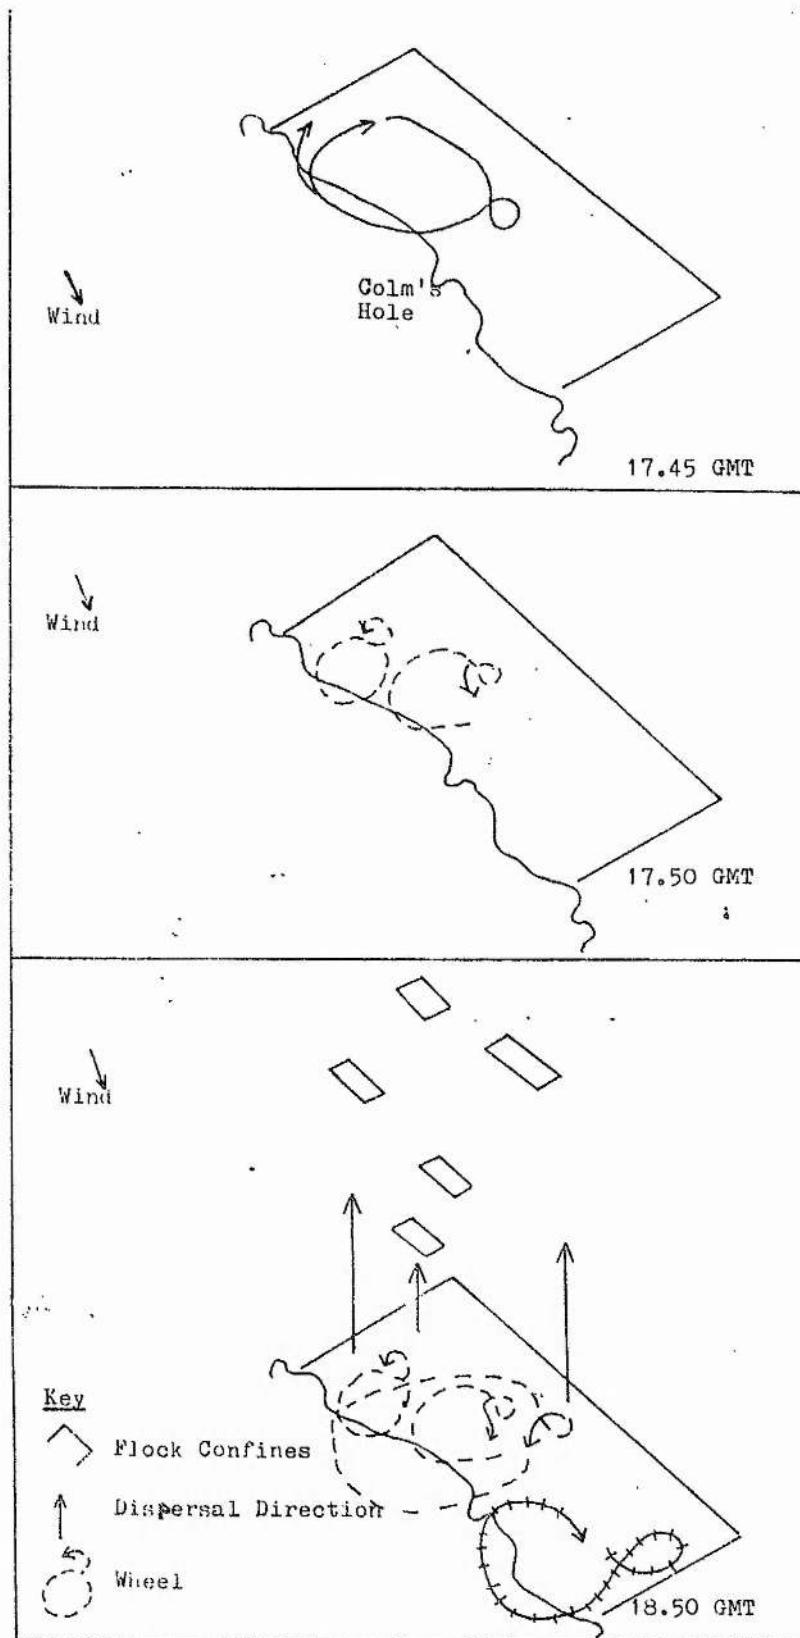 Wind
Colm's
Hole
17.45 GMT
Wind
17.50 GMT
Wind
Key
Flock Confines
Dispersal Direction
Wheel
18.50 GMT